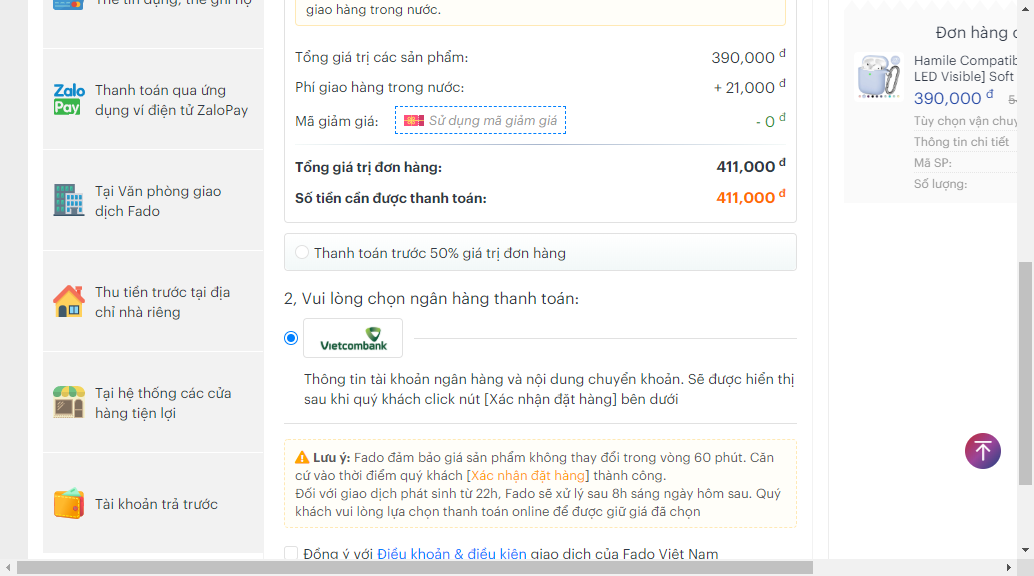 Thẻ tín dụng, thẻ ghi nợ
Zalo
Pay
Thanh toán qua ứng
dụng ví điện tử ZaloPay
Tại Văn phòng giao
dịch Fado
Thu tiền trước tại địa
chỉ nhà riêng
Tại hệ thống các cửa
hàng tiện lợi
Tài khoản trả trước
giao hàng trong nước.
Tổng giá trị các sản phẩm: 390,000 đ
Phí giao hàng trong nước: + 21,000 đ
Mã giảm giá: Sử dụng mã giảm giá - 0 đ
Tổng giá trị đơn hàng: 411,000 đ
Số tiền cần được thanh toán: 411,000 đ
Thanh toán trước 50% giá trị đơn hàng
2, Vui lòng chọn ngân hàng thanh toán:
Vietcombank
Thông tin tài khoản ngân hàng và nội dung chuyển khoản. Sẽ được hiển thị
sau khi quý khách click nút [Xác nhận đặt hàng] bên dưới
Lưu ý: Fado đảm bảo giá sản phẩm không thay đổi trong vòng 60 phút. Căn
cứ vào thời điểm quý khách [Xác nhận đặt hàng] thành công.
Đối với giao dịch phát sinh từ 22h, Fado sẽ xử lý sau 8h sáng ngày hôm sau. Quý
khách vui lòng lựa chọn thanh toán online để được giữ giá đã chọn
Đồng ý với Điều khoản & điều kiện giao dịch của Fado Việt Nam
Đơn hàng
Hamile Compatib
LED Visible] Soft
390,000 đ
Tùy chọn vận chuy
Thông tin chi tiết
Mã SP:
Số lượng: